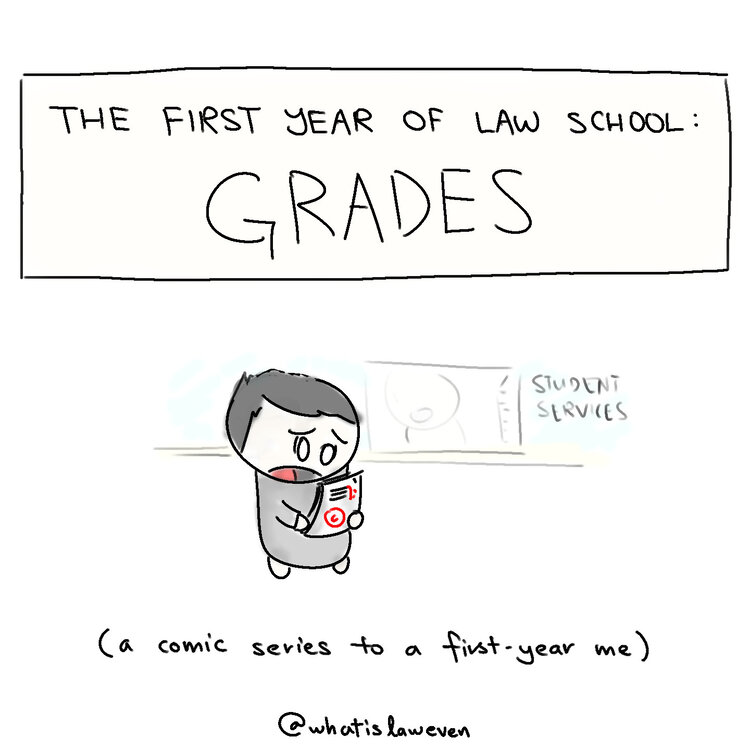 THE FIRST YEAR OF LAW SCHOOL:
GRADES
STUDENT
SERVICES
(a comic series to a first-year me)
@whatislaweven